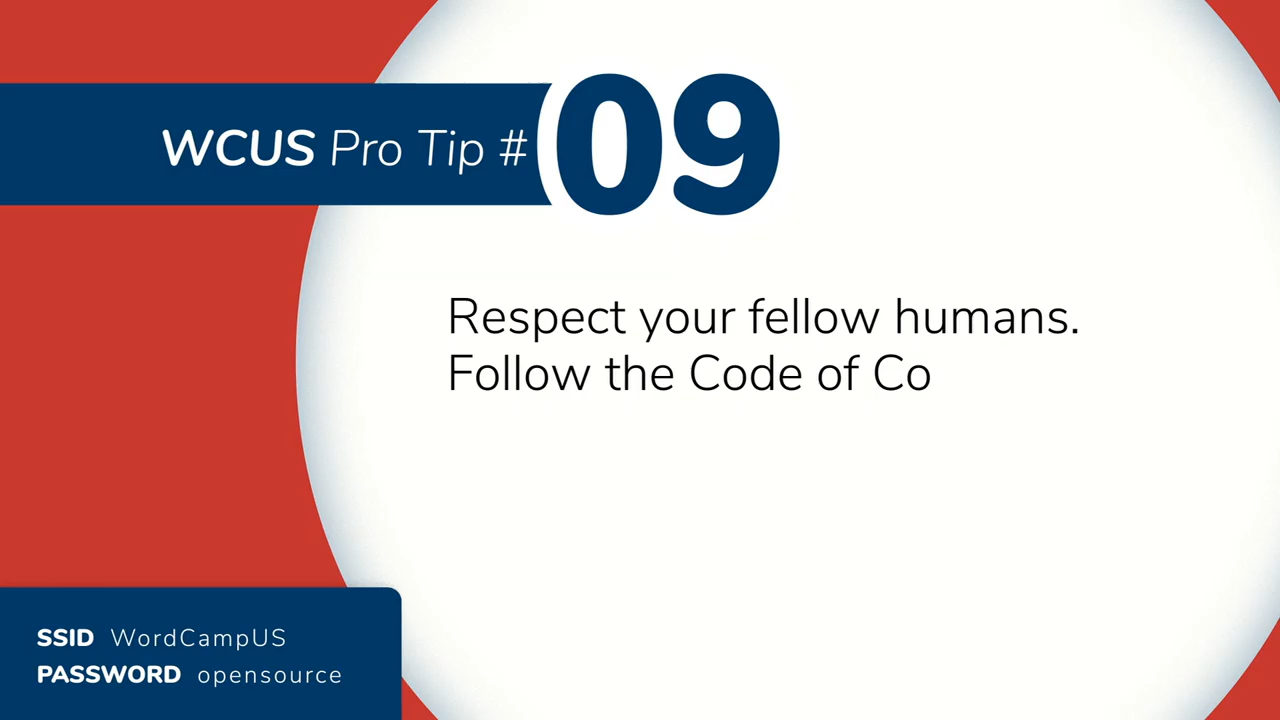 WCUS Pro Tip #09
Respect your fellow humans.
Follow the Code of Co
SSID WordCampUS
PASSWORD opensource